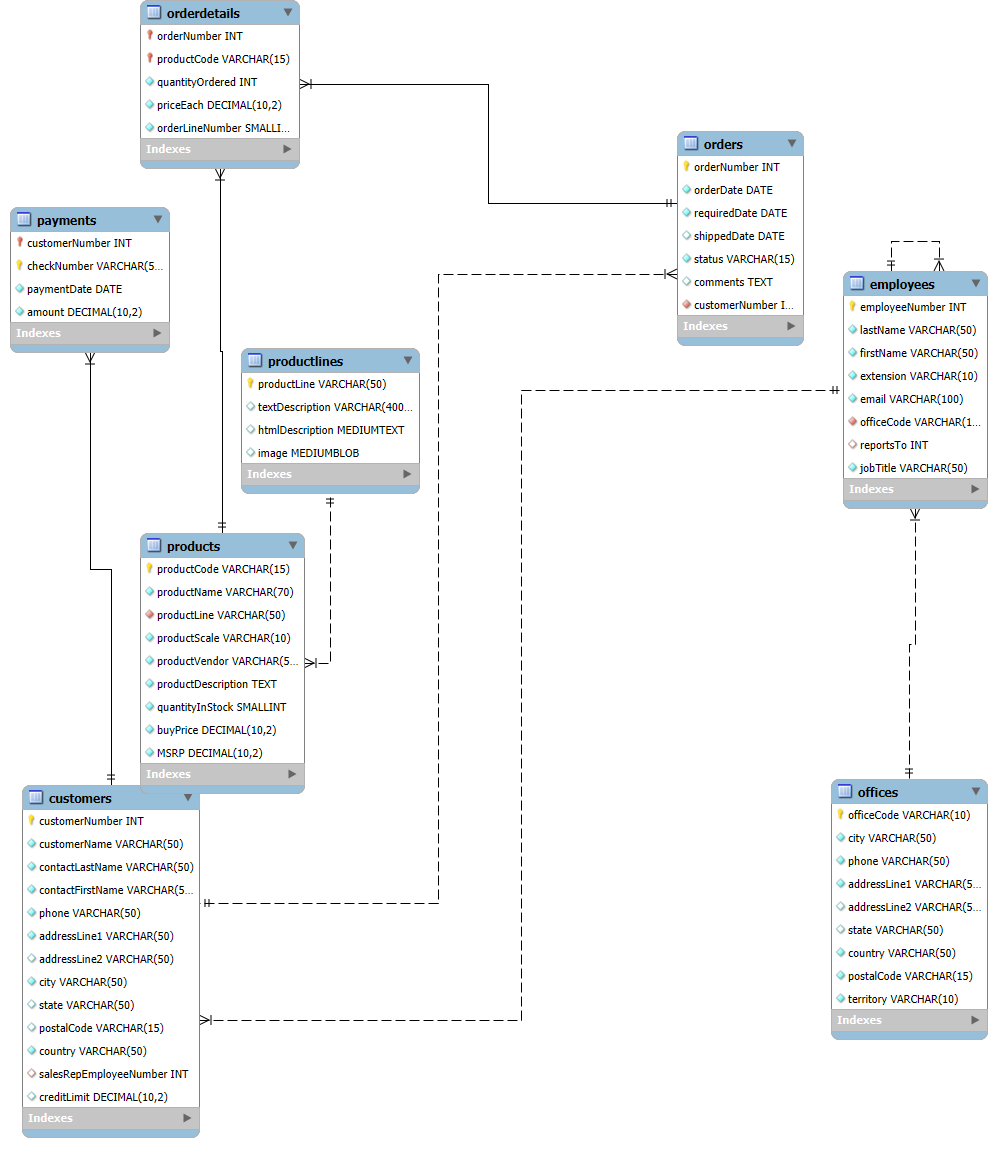 orderdetails
orderNumber INT
productCode VARCHAR(15)
quantityOrdered INT
priceEach DECIMAL(10,2)
orderLineNumber SMALLI...
Indexes
orders
orderNumber INT
orderDate DATE
requiredDate DATE
shippedDate DATE
status VARCHAR(15)
comments TEXT
customerNumber I...
Indexes
payments
customerNumber INT
checkNumber VARCHAR(5...
paymentDate DATE
amount DECIMAL(10,2)
Indexes
employees
employeeNumber INT
lastName VARCHAR(50)
firstName VARCHAR(50)
extension VARCHAR(10)
email VARCHAR(100)
officeCode VARCHAR(1...
reportsTo INT
jobTitle VARCHAR(50)
Indexes
productlines
productLine VARCHAR(50)
textDescription VARCHAR(400...
htmlDescription MEDIUMTEXT
image MEDIUMBLOB
Indexes
products
productCode VARCHAR(15)
productName VARCHAR(70)
productLine VARCHAR(50)
productScale VARCHAR(10)
productVendor VARCHAR(5...
productDescription TEXT
quantityInStock SMALLINT
buyPrice DECIMAL(10,2)
MSRP DECIMAL(10,2)
Indexes
customers
customerNumber INT
customerName VARCHAR(50)
contactLastName VARCHAR(50)
contactFirstName VARCHAR(5...
phone VARCHAR(50)
addressLine1 VARCHAR(50)
addressLine2 VARCHAR(50)
city VARCHAR(50)
state VARCHAR(50)
postalCode VARCHAR(15)
country VARCHAR(50)
salesRepEmployeeNumber INT
creditLimit DECIMAL(10,2)
Indexes
offices
officeCode VARCHAR(10)
city VARCHAR(50)
phone VARCHAR(50)
addressLine1 VARCHAR(5...
addressLine2 VARCHAR(5...
state VARCHAR(50)
country VARCHAR(50)
postalCode VARCHAR(15)
territory VARCHAR(10)
Indexes